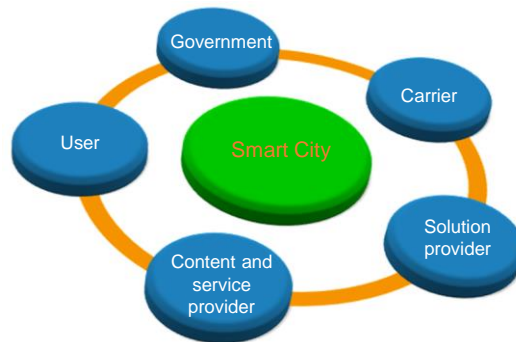 Government
Carrier
User
Smart City
Solution
provider
Content and
service
provider